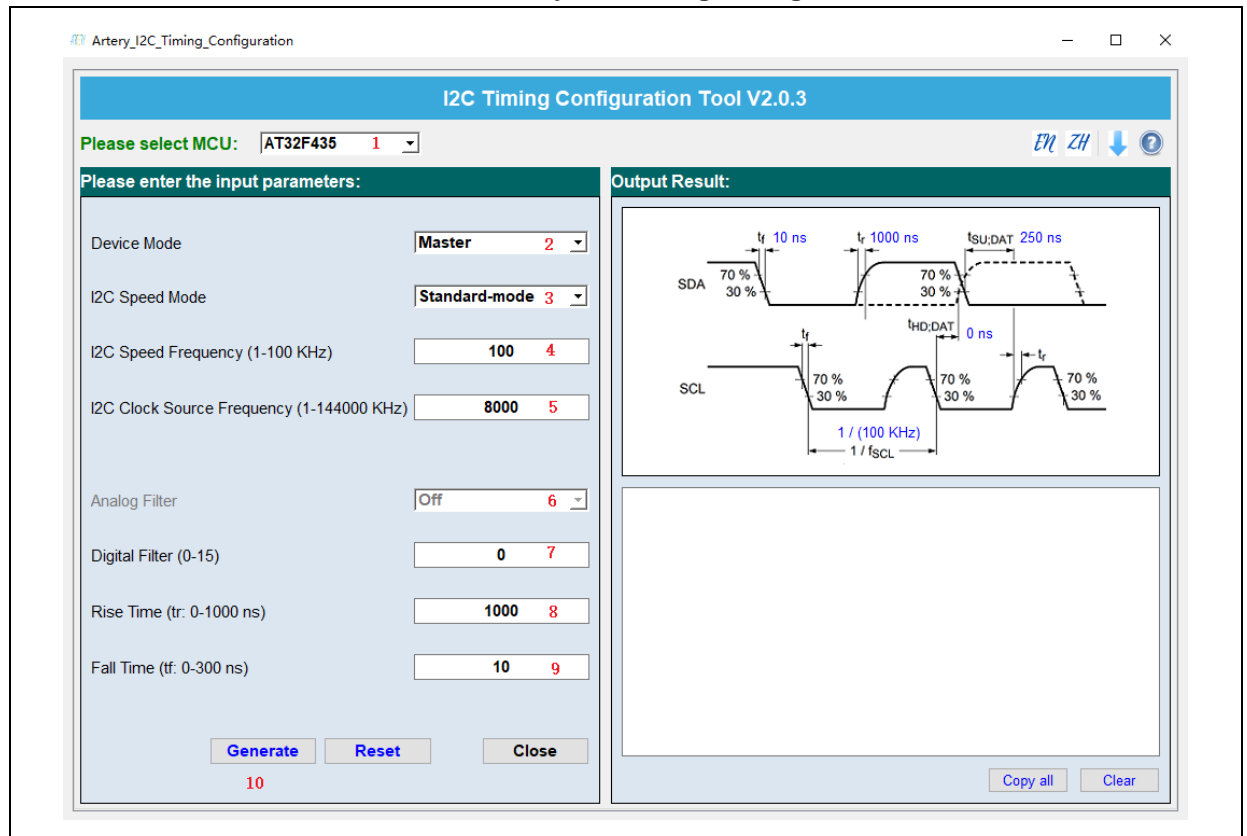 Artery_I2C_Timing_Configuration
I2C Timing Configuration Tool V2.0.3
Please select MCU: AT32F435 1
EN ZH
Please enter the input parameters:
Device Mode Master 2
I2C Speed Mode Standard-mode 3
I2C Speed Frequency (1-100 KHz) 100 4
I2C Clock Source Frequency (1-144000 KHz) 8000 5
Analog Filter Off 6
Digital Filter (0-15) 0 7
Rise Time (tr: 0-1000 ns) 1000 8
Fall Time (tf: 0-300 ns) 10 9
Generate Reset Close
10
Output Result:
tf 10 ns tr 1000 ns tSU;DAT 250 ns
SDA 70 % 70 %
30 % 30 %
tf tHD;DAT 0 ns
tr
SCL 70 % 70 % 70 %
30 % 30 % 30 %
1 / (100 KHz)
1 / fSCL
Copy all Clear